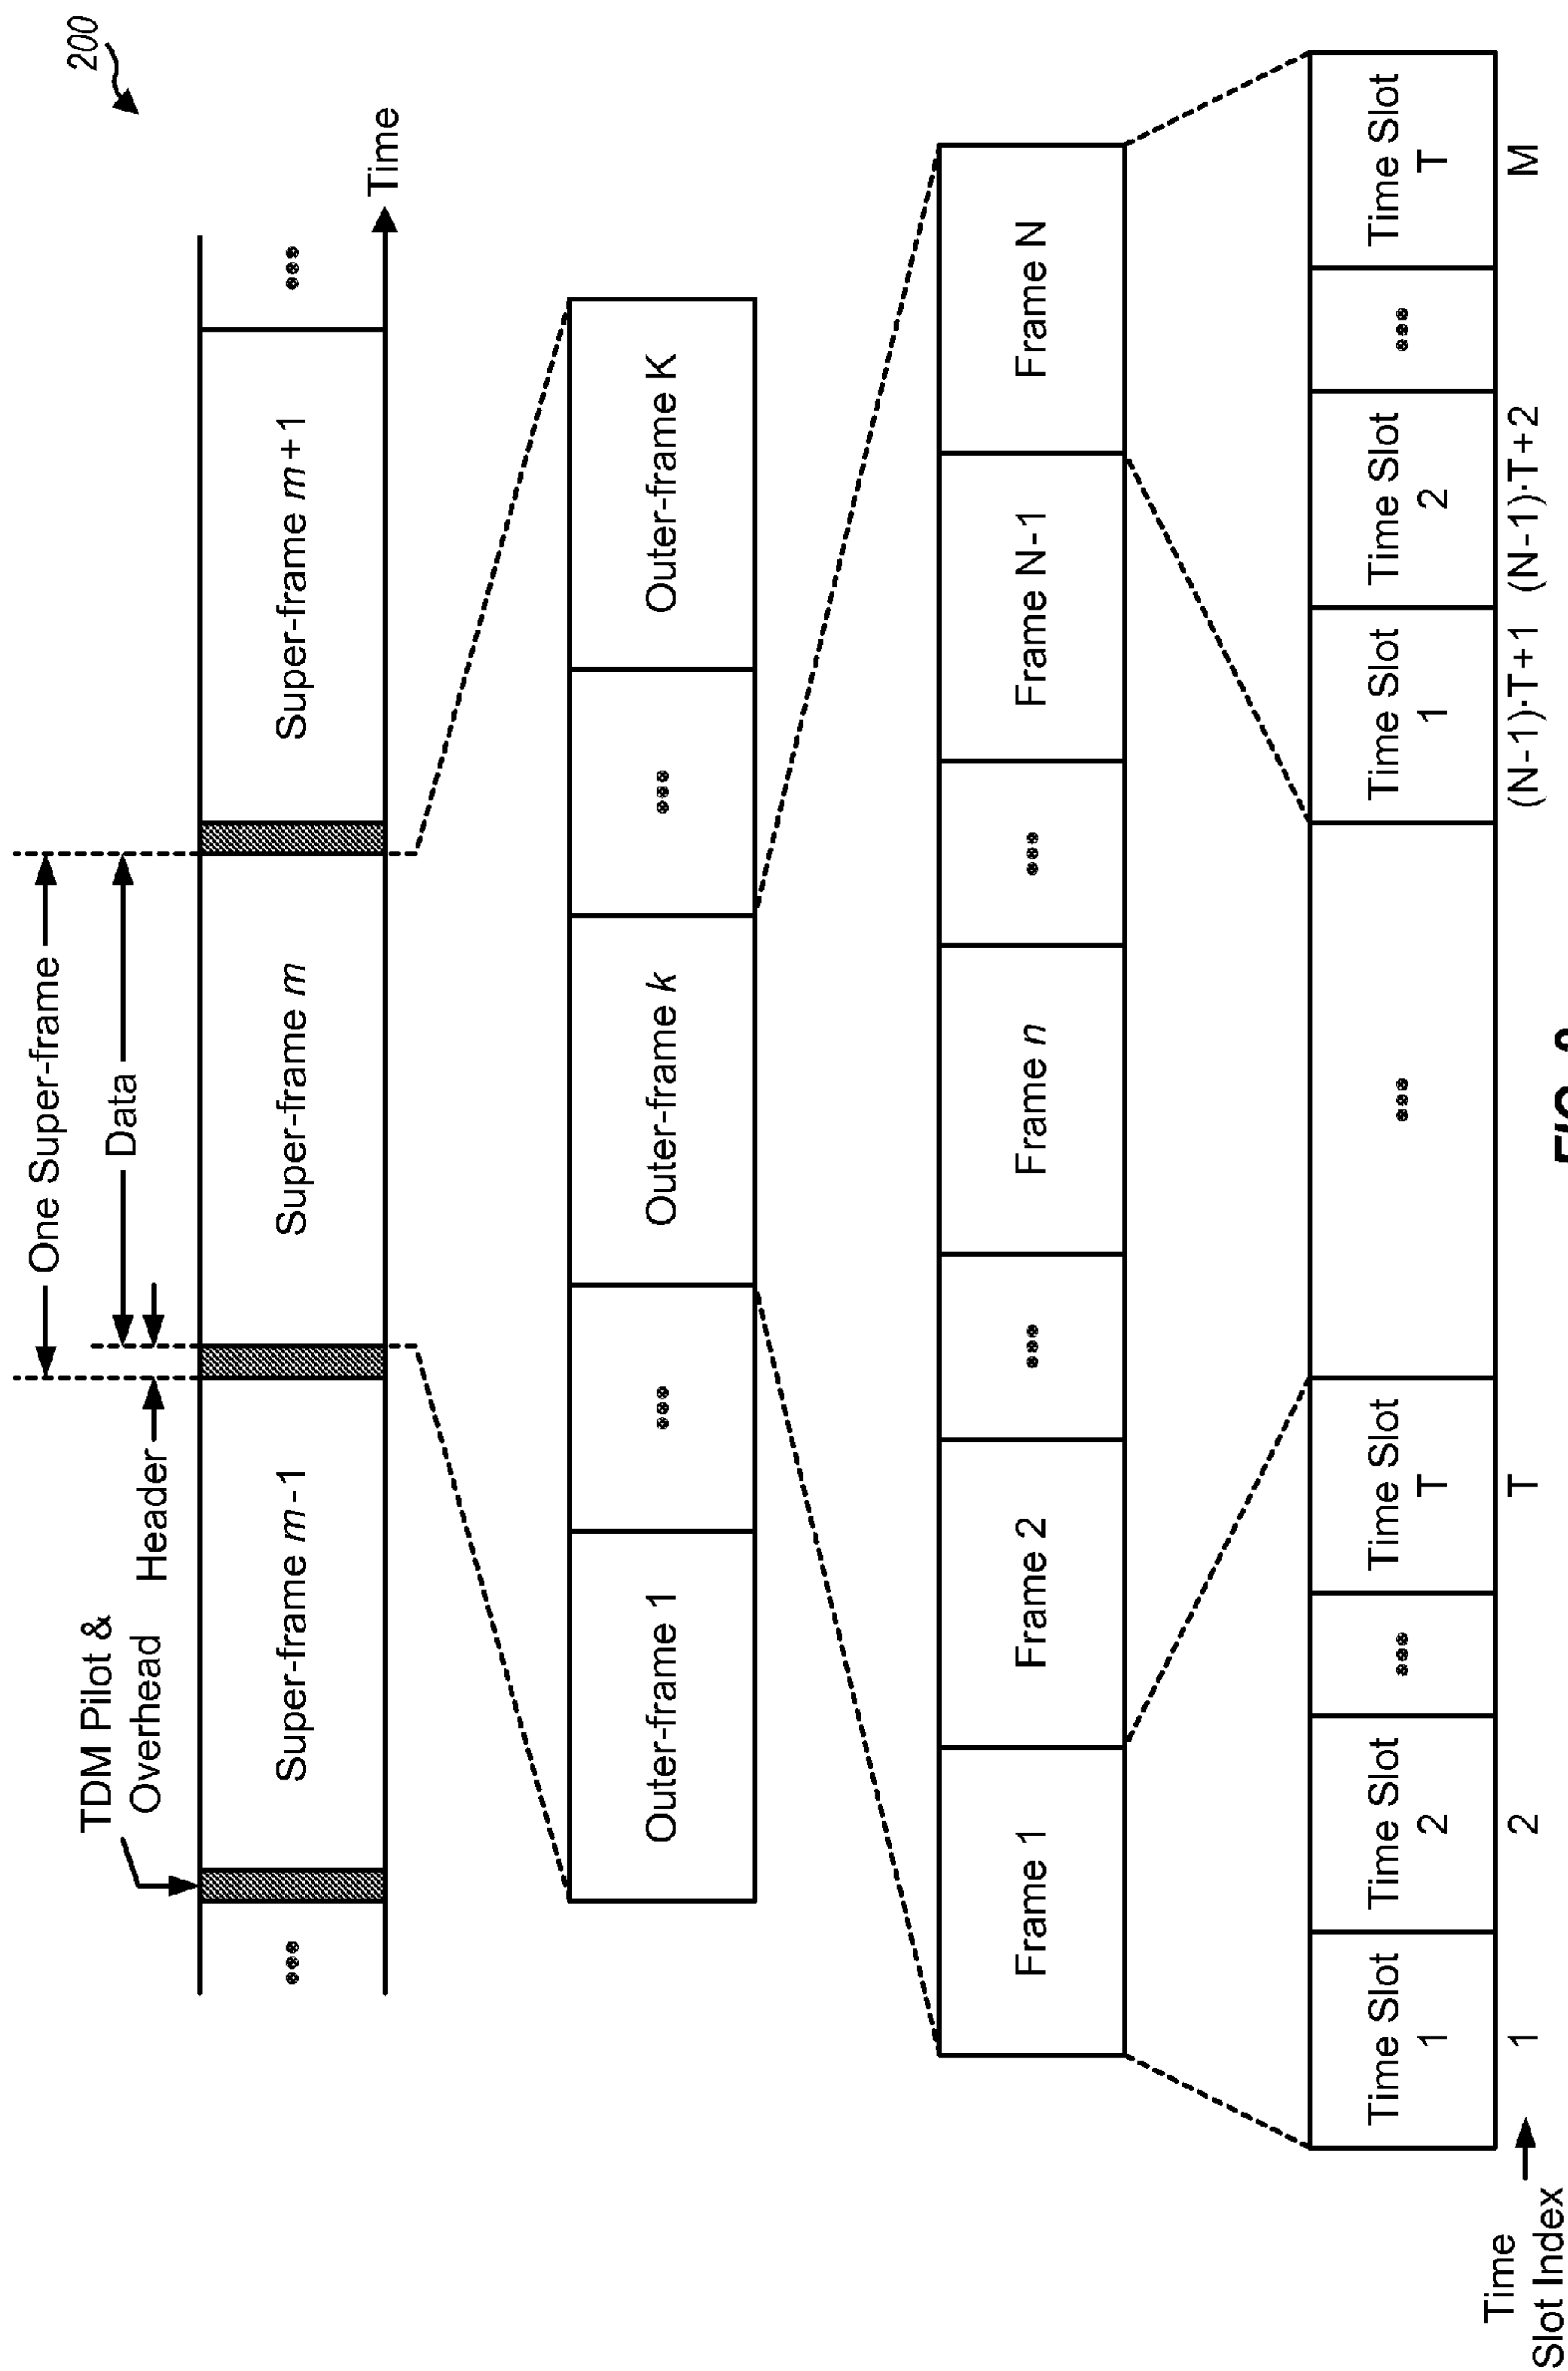 200
One Super-frame
Data
TDM Pilot &
Overhead
Header
Super-frame m-1
Super-frame m
Super-frame m+1
Time
Outer-frame 1
Outer-frame k
Outer-frame K
Frame 1
Frame 2
Frame n
Frame N-1
Frame N
Time Slot
1
Time Slot
2
Time Slot
T
Time Slot
1
Time Slot
2
Time Slot
T
Time
Slot Index
1
2
T
(N-1)·T+1
(N-1)·T+2
M
FIG.